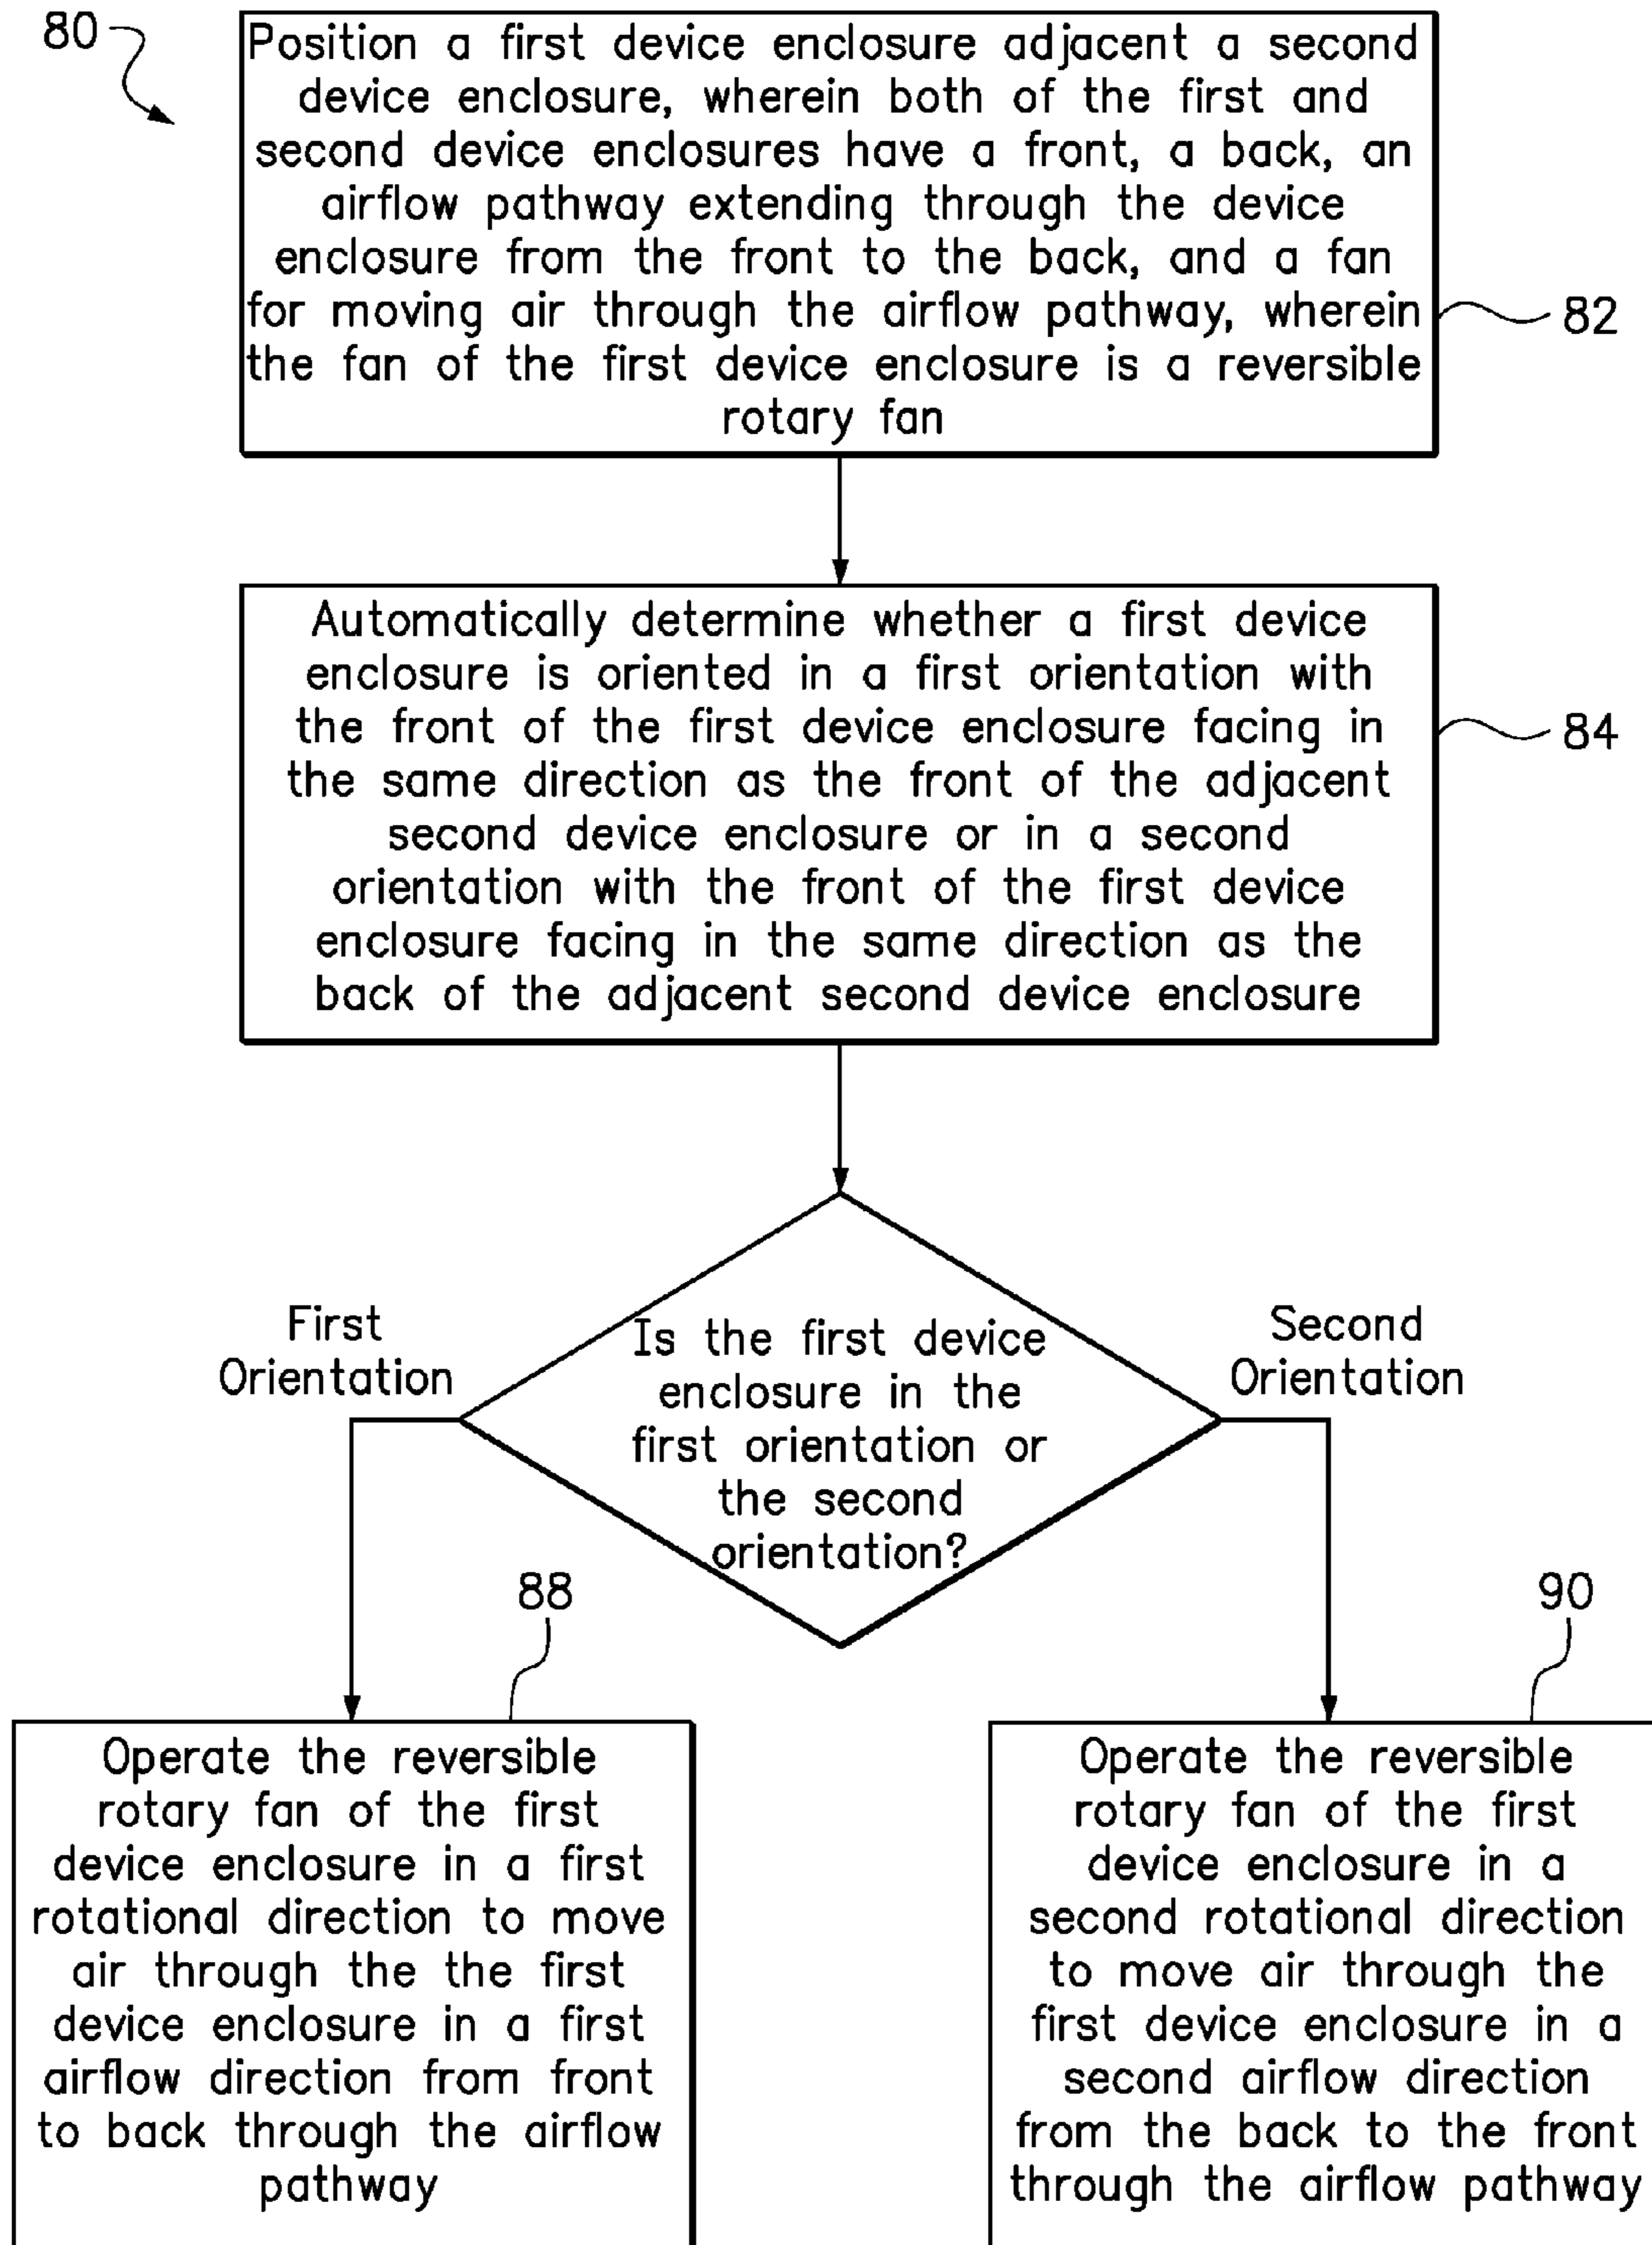 80
Position a first device enclosure adjacent a second
device enclosure, wherein both of the first and
second device enclosures have a front, a back, an
airflow pathway extending through the device
enclosure from the front to the back, and a fan
for moving air through the airflow pathway, wherein
the fan of the first device enclosure is a reversible
rotary fan
82
Automatically determine whether a first device
enclosure is oriented in a first orientation with
the front of the first device enclosure facing in
the same direction as the front of the adjacent
second device enclosure or in a second
orientation with the front of the first device
enclosure facing in the same direction as the
back of the adjacent second device enclosure
84
First
Orientation
Is the first device
enclosure in the
first orientation or
the second
orientation?
Second
Orientation
88
Operate the reversible
rotary fan of the first
device enclosure in a first
rotational direction to move
air through the the first
device enclosure in a first
airflow direction from front
to back through the airflow
pathway
90
Operate the reversible
rotary fan of the first
device enclosure in a
second rotational direction
to move air through the
first device enclosure in a
second airflow direction
from the back to the front
through the airflow pathway